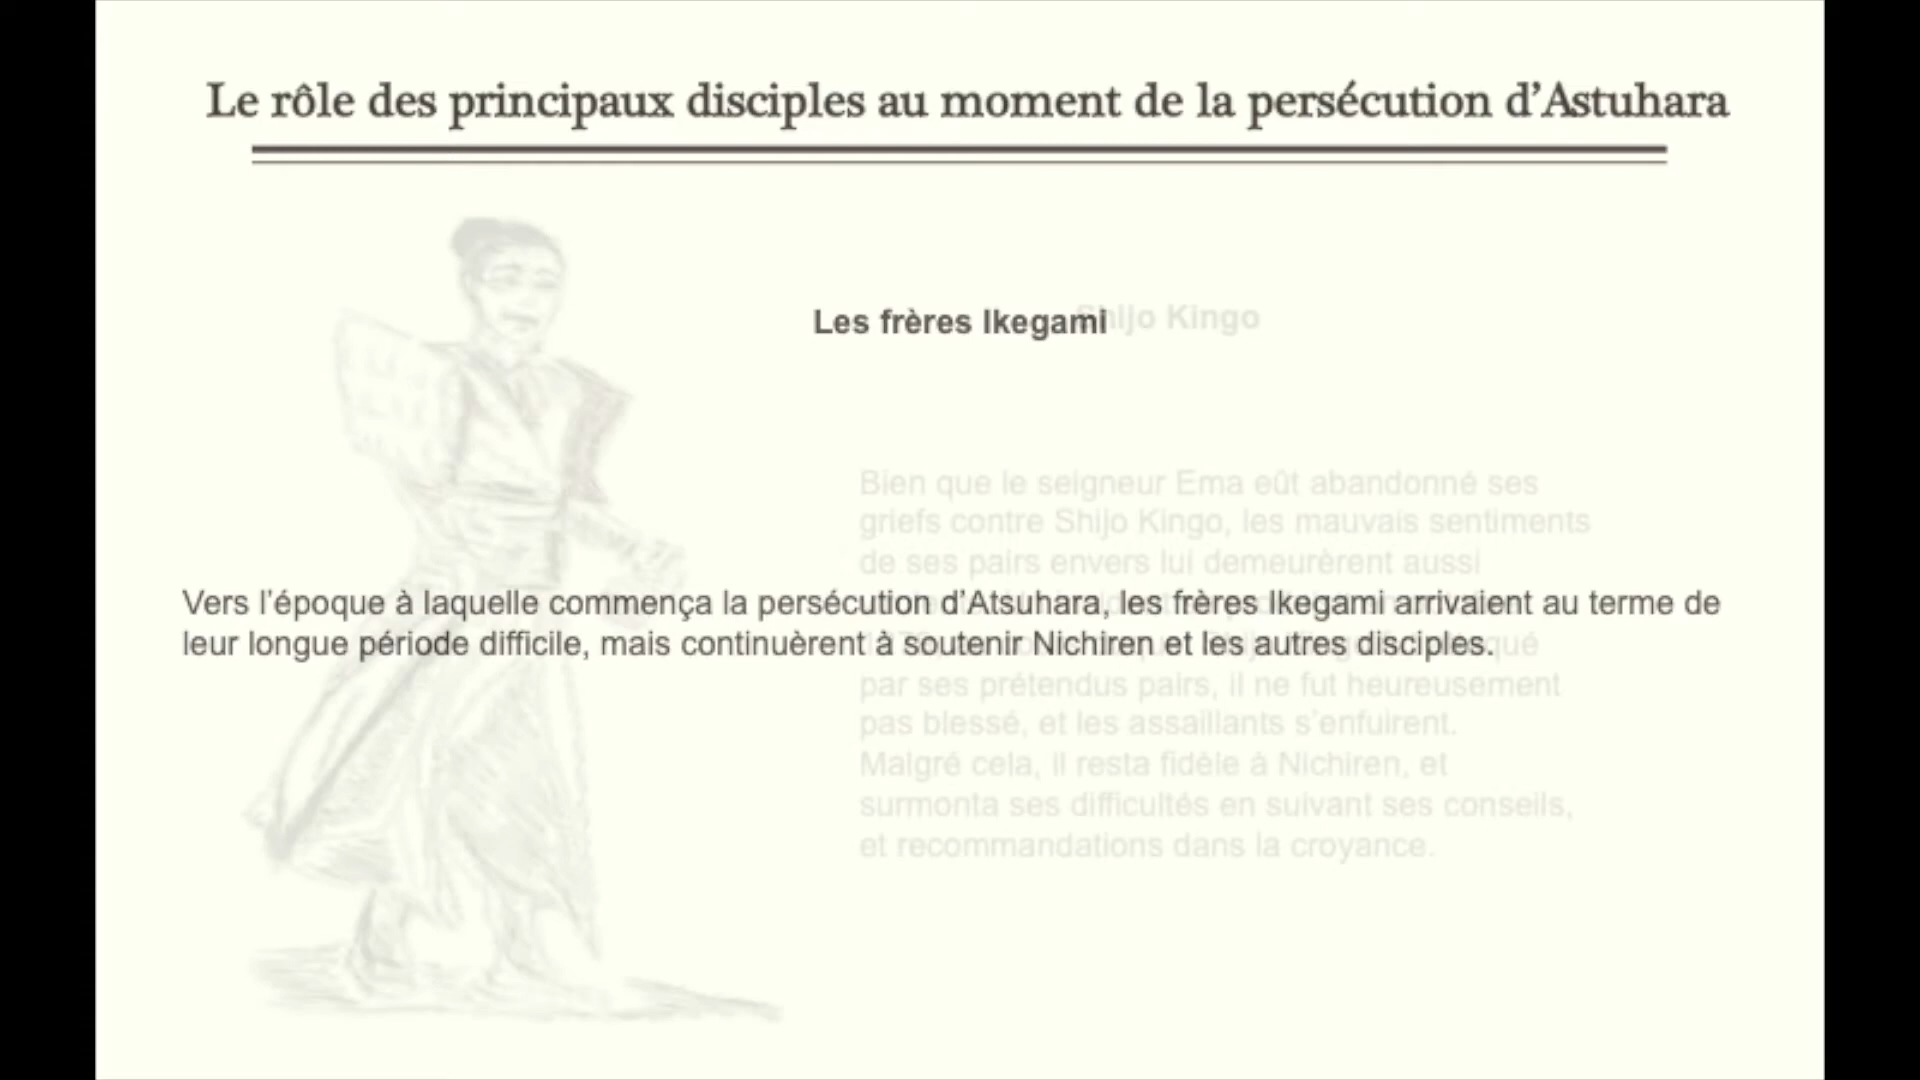 Le rôle des principaux disciples au moment de la persécution d'Astuhara
Les frères Ikegami
Shijo Kingo
Vers l'époque à laquelle commença la persécution d'Atsuhara, les frères Ikegami arrivaient au terme de
leur longue période difficile, mais continuèrent à soutenir Nichiren et les autres disciples.
Bien que le seigneur Ema eût abandonné ses
griefs contre Shijo Kingo, les mauvais sentiments
de ses pairs envers lui demeurèrent aussi
par ses prétendus pairs, il ne fut heureusement
pas blessé, et les assaillants s'enfuirent.
Malgré cela, il resta fidèle à Nichiren, et
surmonta ses difficultés en suivant ses conseils,
et recommandations dans la croyance.